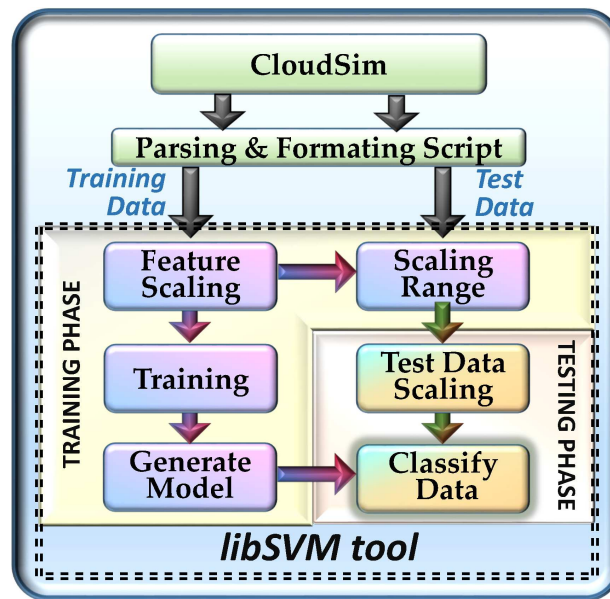 CloudSim
Parsing & Formating Script
Training
Data
Test
Data
TRAINING PHASE
Feature
Scaling
Scaling
Range
Training
Test Data
Scaling
TESTING PHASE
Generate
Model
Classify
Data
libSVM tool